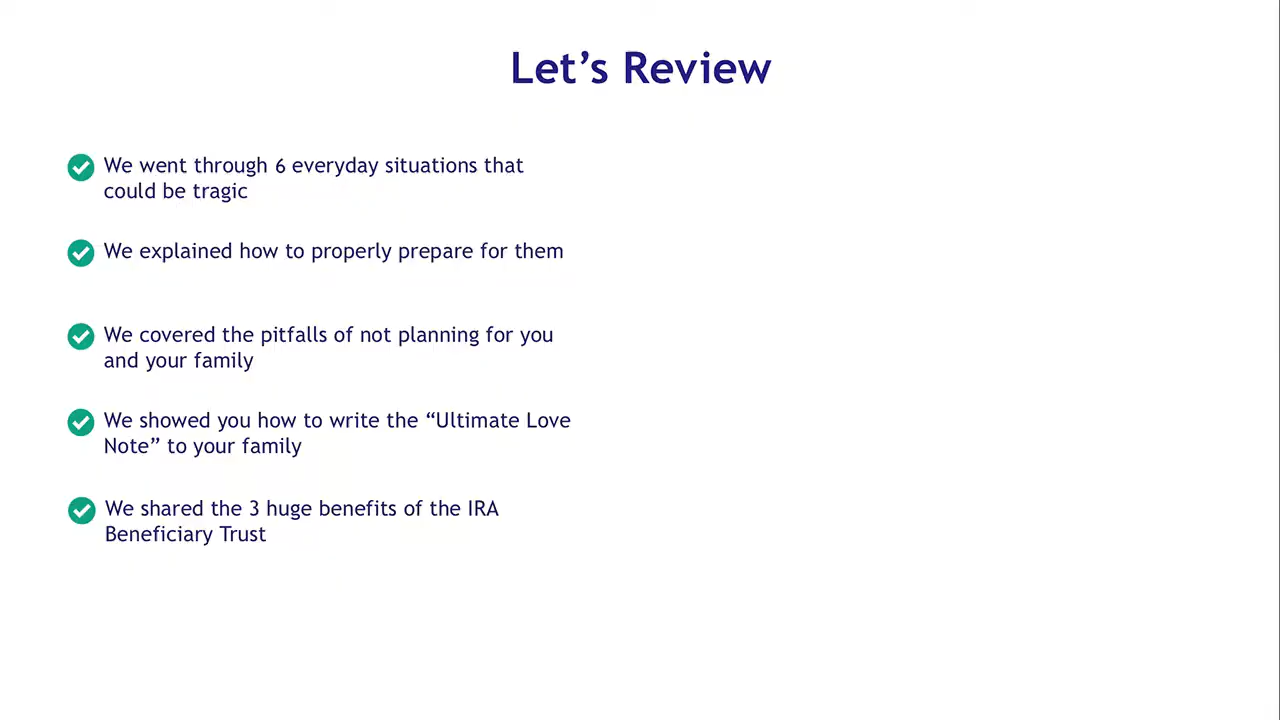 Let’s Review
We went through 6 everyday situations that
could be tragic
We explained how to properly prepare for them
We covered the pitfalls of not planning for you
and your family
We showed you how to write the “Ultimate Love
Note” to your family
We shared the 3 huge benefits of the IRA
Beneficiary Trust